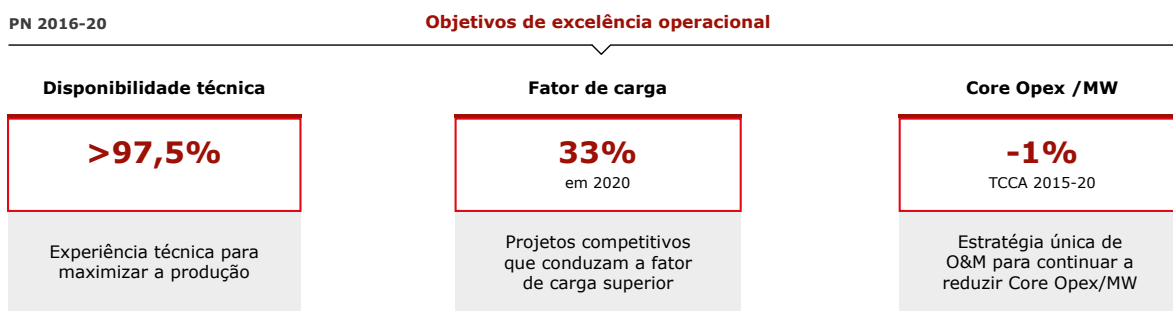 PN 2016-20
Objetivos de excelência operacional
Disponibilidade técnica
>97,5%
Experiência técnica para
maximizar a produção
Fator de carga
33%
em 2020
Projetos competitivos
que conduzam a fator
de carga superior
Core Opex /MW
-1%
TCCA 2015-20
Estratégia única de
O&M para continuar a
reduzir Core Opex/MW